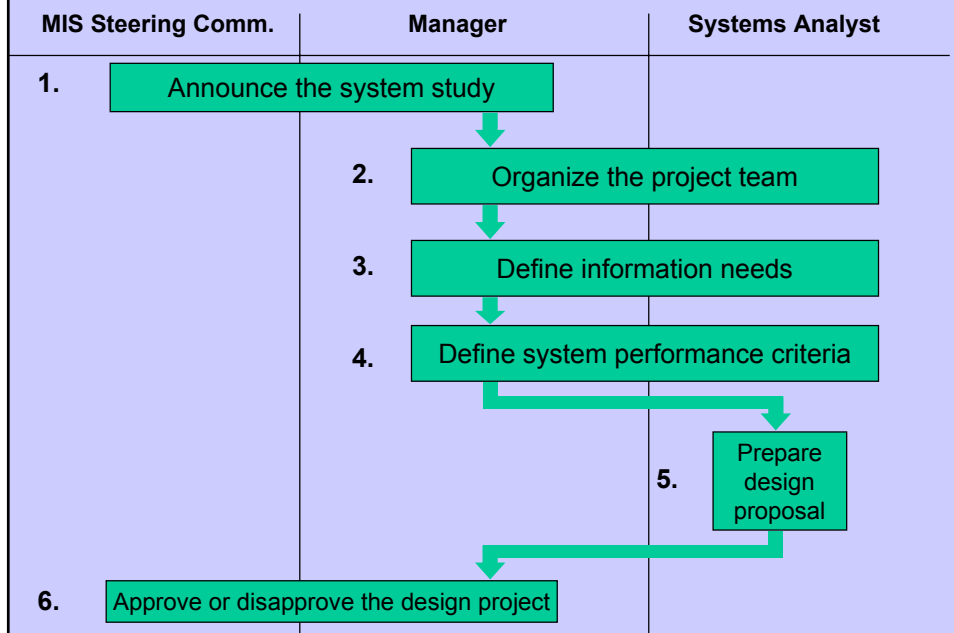 MIS Steering Comm. Manager Systems Analyst
1. Announce the system study
2. Organize the project team
3. Define information needs
4. Define system performance criteria
5. Prepare
design
proposal
6. Approve or disapprove the design project